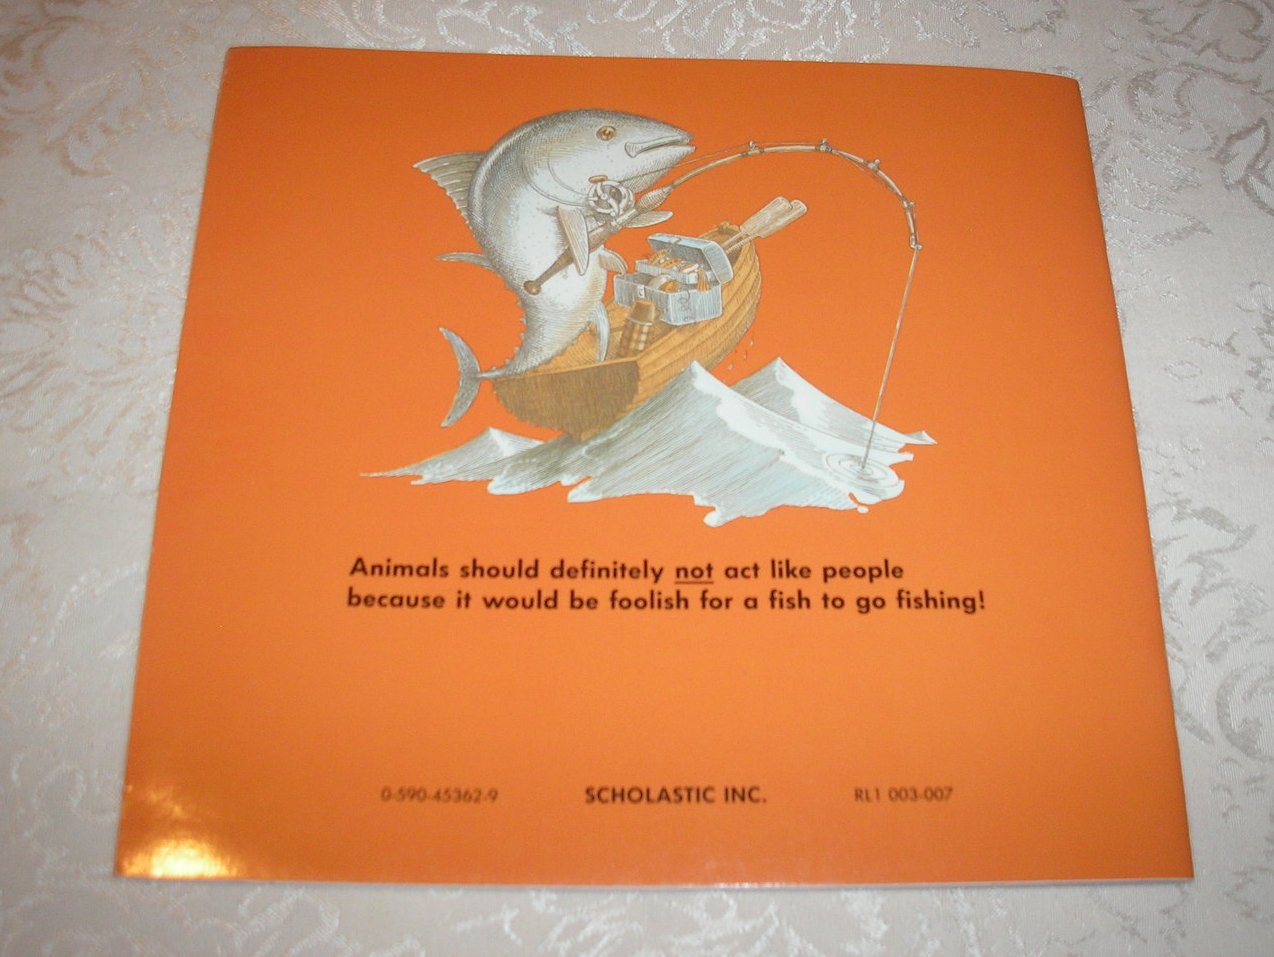 Animals should definitely not act like people
because it would be foolish for a fish to go fishing!
0-590-45362-9 SCHOLASTIC INC. RL1 003-007